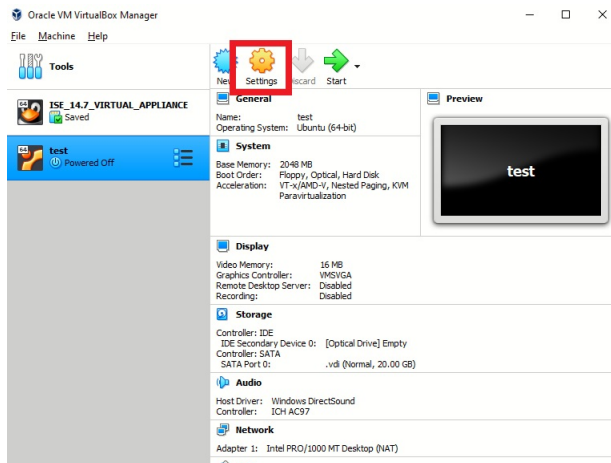 Oracle VM VirtualBox Manager
File Machine Help
Tools
New Settings Discard Start
64 ISE_14.7_VIRTUAL_APPLIANCE
Saved
64 test
Powered Off
General
Name: test
Operating System: Ubuntu (64-bit)
System
Base Memory: 2048 MB
Boot Order: Floppy, Optical, Hard Disk
Acceleration: VT-x/AMD-V, Nested Paging, KVM
Paravirtualization
Preview
test
Display
Video Memory: 16 MB
Graphics Controller: VMSVGA
Remote Desktop Server: Disabled
Recording: Disabled
Storage
Controller: IDE
IDE Secondary Device 0: [Optical Drive] Empty
Controller: SATA
SATA Port 0: .vdi (Normal, 20.00 GB)
Audio
Host Driver: Windows DirectSound
Controller: ICH AC97
Network
Adapter 1: Intel PRO/1000 MT Desktop (NAT)